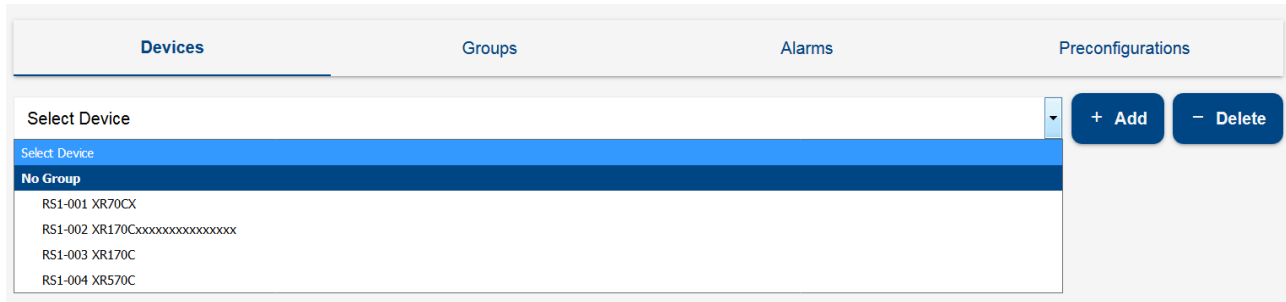 Devices Groups Alarms Preconfigurations
Select Device + Add − Delete
Select Device
No Group
RS1-001 XR70CX
RS1-002 XR170Cxxxxxxxxxxxxxxx
RS1-003 XR170C
RS1-004 XR570C